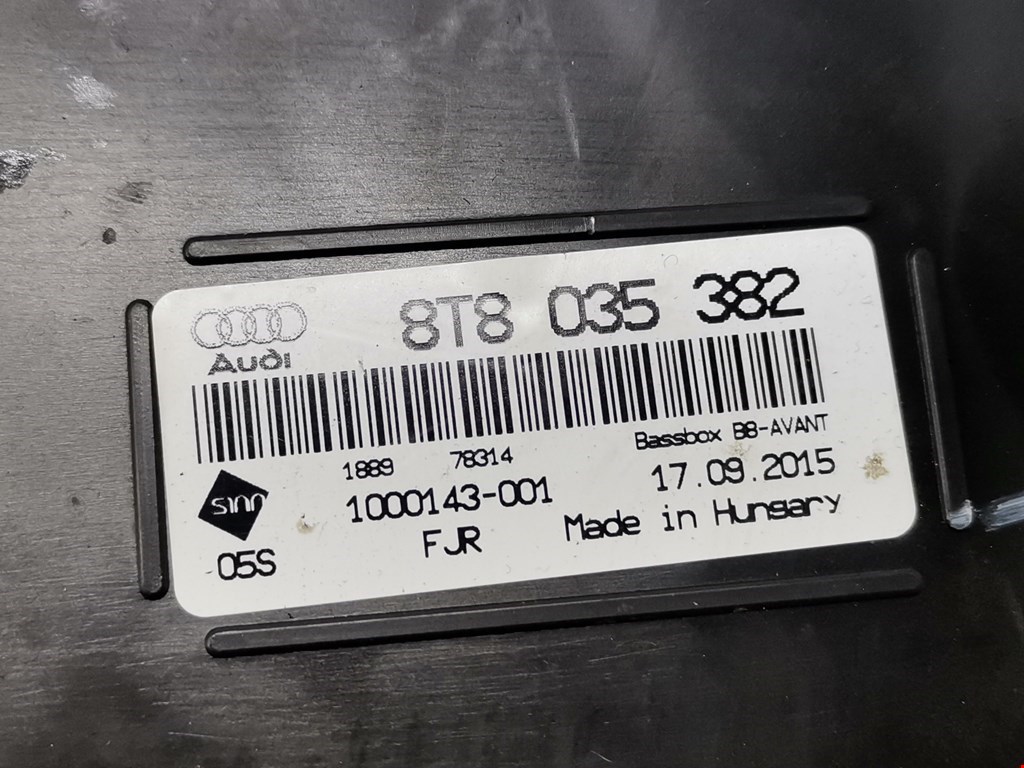 8T8 035 382
Audi
Bassbox B8-AVANT
1889 78314
17.09.2015
1000143-001
Made in Hungary
FJR
05S